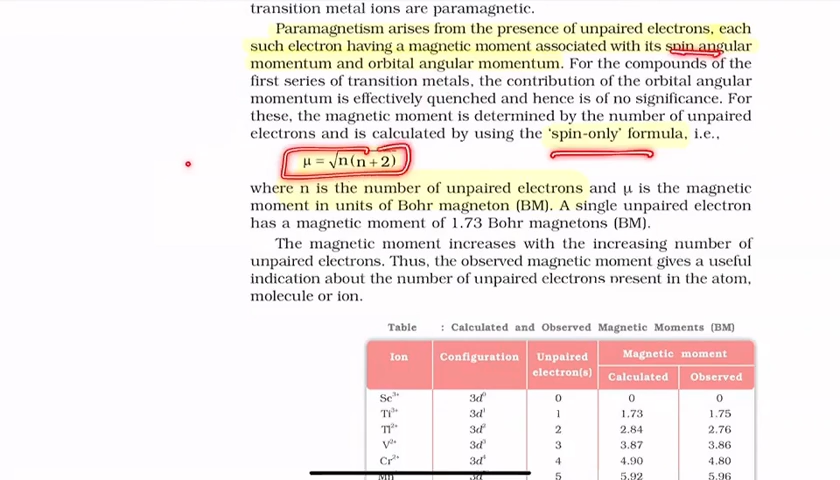 transition metal ions are paramagnetic.
Paramagnetism arises from the presence of unpaired electrons, each
such electron having a magnetic moment associated with its spin angular
momentum and orbital angular momentum. For the compounds of the
first series of transition metals, the contribution of the orbital angular
momentum is effectively quenched and hence is of no significance. For
these, the magnetic moment is determined by the number of unpaired
electrons and is calculated by using the ‘spin-only’ formula, i.e.,
μ = √n(n + 2)
where n is the number of unpaired electrons and μ is the magnetic
moment in units of Bohr magneton (BM). A single unpaired electron
has a magnetic moment of 1.73 Bohr magnetons (BM).
The magnetic moment increases with the increasing number of
unpaired electrons. Thus, the observed magnetic moment gives a useful
indication about the number of unpaired electrons present in the atom,
molecule or ion.
Table : Calculated and Observed Magnetic Moments (BM)
Ion Configuration Unpaired electron(s) Magnetic moment
Calculated Observed
Sc³⁺ 3d⁰ 0 0 0
Ti³⁺ 3d¹ 1 1.73 1.75
Tl²⁺ 3d² 2 2.84 2.76
V²⁺ 3d³ 3 3.87 3.86
Cr²⁺ 3d⁴ 4 4.90 4.80
Mn 3d 5 5.92 5.96